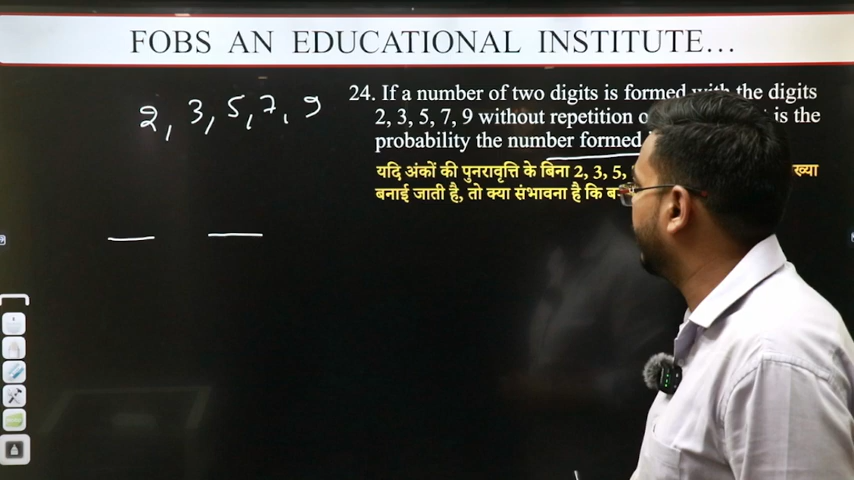 FOBS AN EDUCATIONAL INSTITUTE...
2, 3, 5, 7, 9
24. If a number of two digits is formed with the digits
2, 3, 5, 7, 9 without repetition is the
probability the number formed
यदि अंकों की पुनरावृत्ति के बिना 2, 3, 5, ख्या
बनाई जाती है, तो क्या संभावना है कि